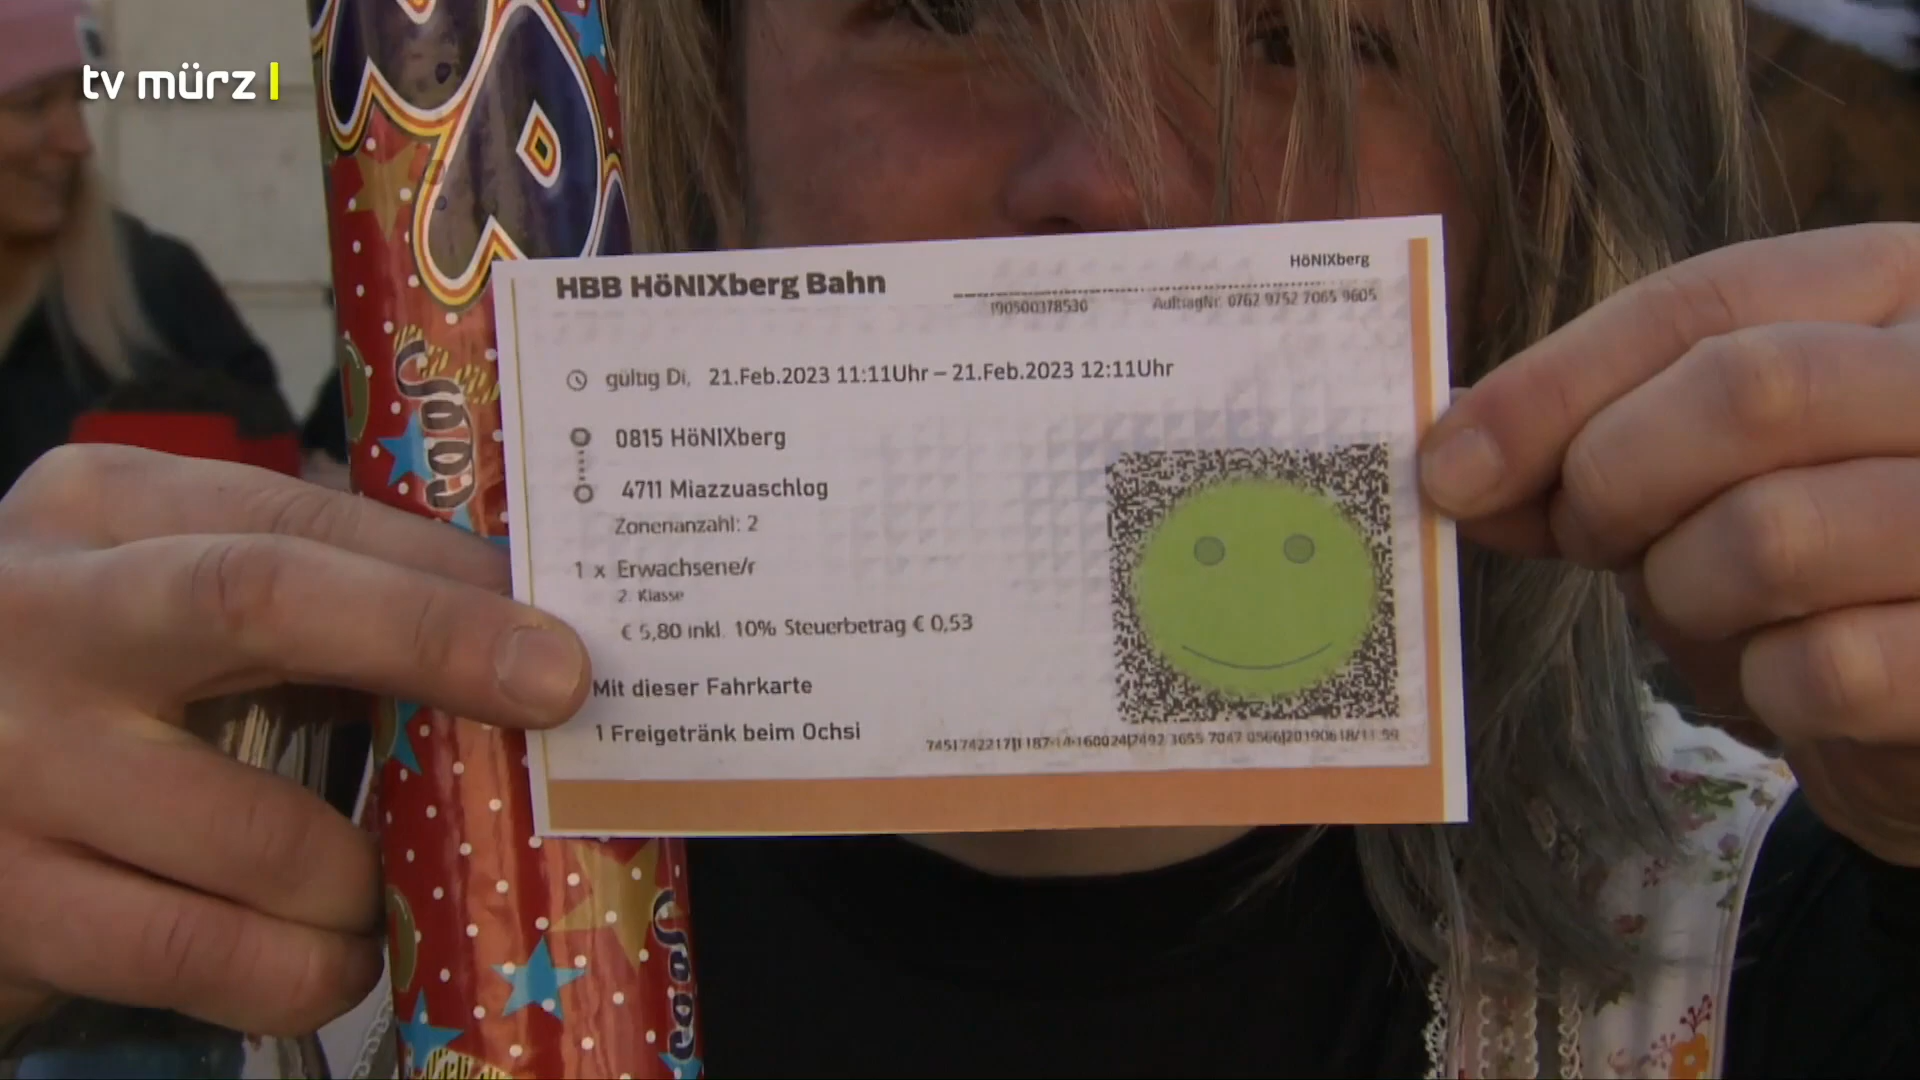 tv mürz
HBB HöNIXberg Bahn
HöNIXberg
190500378530
AuftragNr. 0762 9752 7065 9605
gültig Di, 21.Feb.2023 11:11Uhr – 21.Feb.2023 12:11Uhr
0815 HöNIXberg
4711 Miazzuaschlog
Zonenanzahl: 2
1 x Erwachsene/r
2. Klasse
€ 5,80 inkl. 10% Steuerbetrag € 0,53
Mit dieser Fahrkarte
1 Freigetränk beim Ochsi